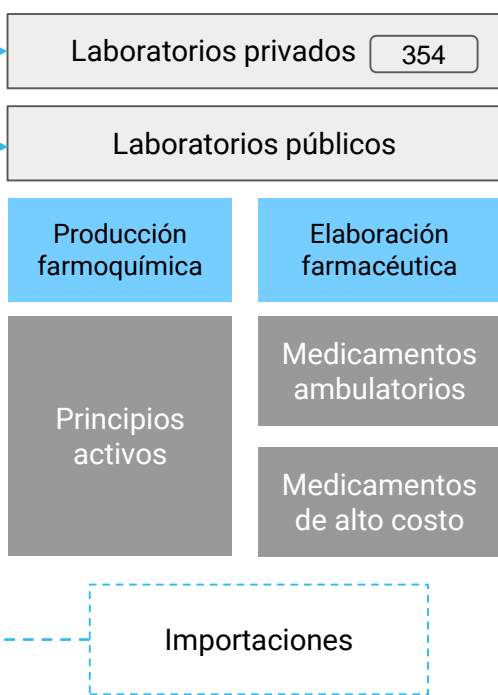 Laboratorios privados 354
Laboratorios públicos
Producción
farmoquímica
Elaboración
farmacéutica
Principios
activos
Medicamentos
ambulatorios
Medicamentos
de alto costo
Importaciones